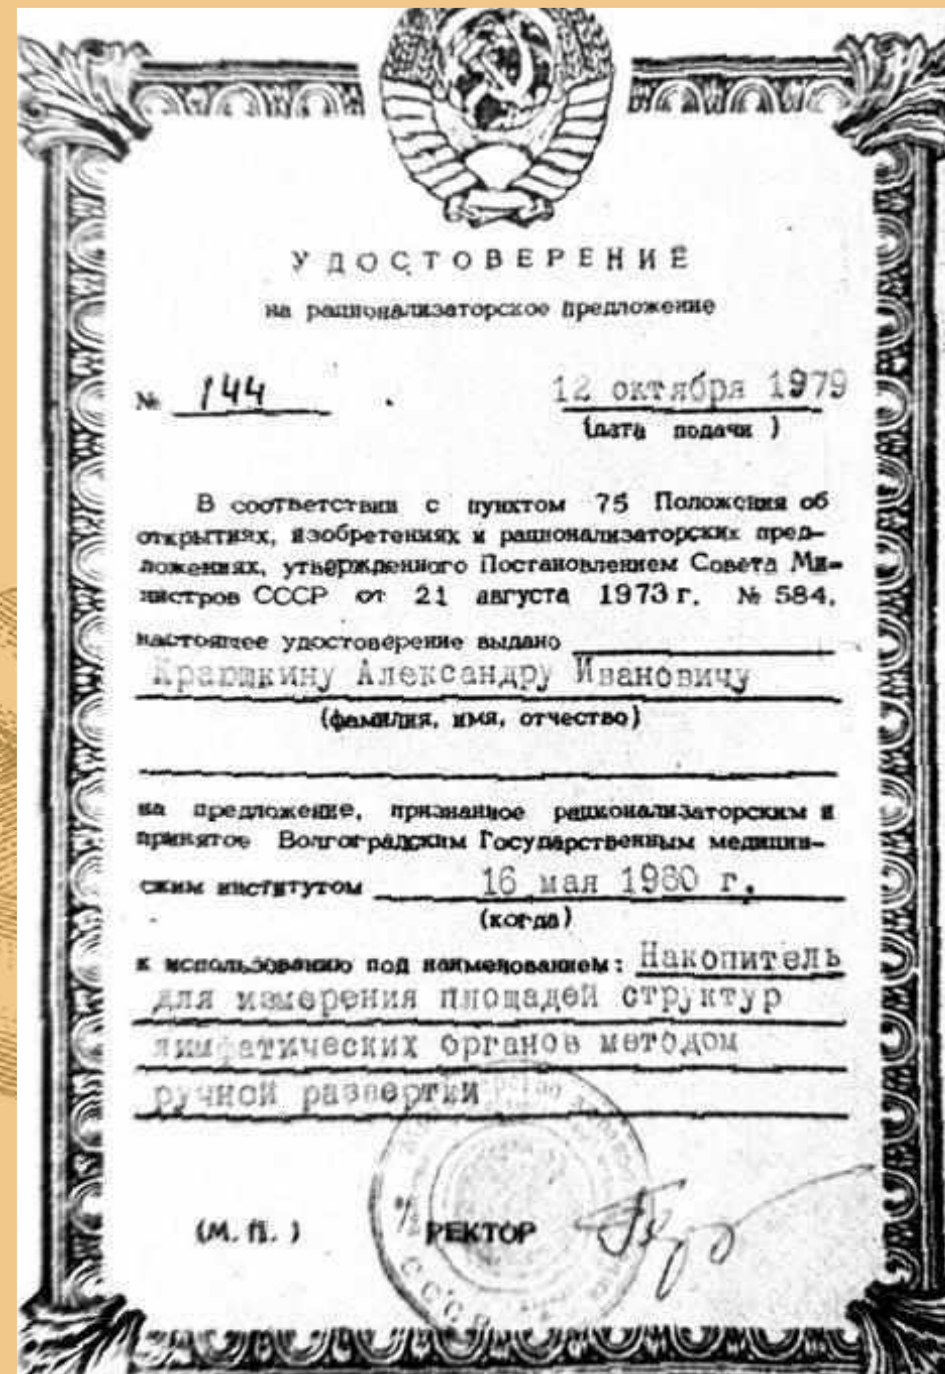 УДОСТОВЕРЕНИЕ
на рационализаторское предложение
№ 144
12 октября 1979
(дата подачи )
В соответствии с пунктом 75 Положения об
открытиях, изобретениях и рационализаторских пред-
ложениях, утвержденного Постановлением Совета Ми-
нистров СССР от 21 августа 1973 г. № 584,
настоящее удостоверение выдано
Краюшкину Александру Ивановичу
(фамилия, имя, отчество)
на предложение, признанное рационализаторским и
принятое Волгоградским Государственным медицин-
ским институтом 16 мая 1980 г.
(когда)
к использованию под наименованием: Накопитель
для измерения площадей структур
лимфатических органов методом
ручной развертки
(М. П. ) РЕКТОР
СССР